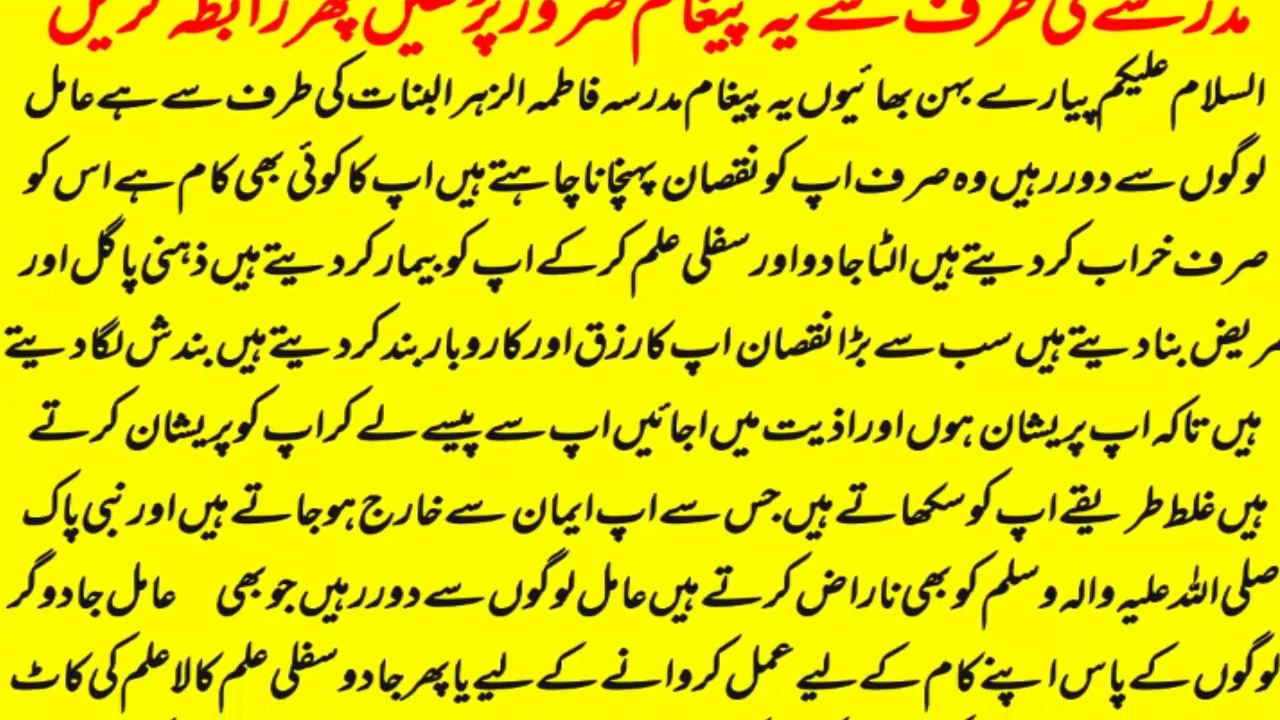 مدرسے کی طرف سے یہ پیغام ضرور پڑھیں پھر رابطہ کریں
السلام علیکم پیارے بہن بھائیوں یہ پیغام مدرسہ فاطمہ الزہرا البنات کی طرف سے ہے عامل
لوگوں سے دور رہیں وہ صرف اپ کو نقصان پہنچانا چاہتے ہیں اپ کا کوئی بھی کام ہے اس کو
صرف خراب کر دیتے ہیں الٹا جادو اور سفلی علم کر کے اپ کو بیمار کر دیتے ہیں ذہنی پاگل اور
مریض بنا دیتے ہیں سب سے بڑا نقصان اپ کا رزق اور کاروبار بند کر دیتے ہیں بندش لگا دیتے
ہیں تاکہ اپ پریشان ہوں اور اذیت میں اجائیں اپ سے پیسے لے کر اپ کو پریشان کرتے
ہیں غلط طریقے اپ کو سکھاتے ہیں جس سے اپ ایمان سے خارج ہو جاتے ہیں اور نبی پاک
صلی اللہ علیہ والہ وسلم کو بھی ناراض کرتے ہیں عامل لوگوں سے دور رہیں جو بھی عامل جادوگر
لوگوں کے پاس اپنے کام کے لیے عمل کروانے کے لیے یا پھر جادو سفلی علم کالا علم کی کاٹ